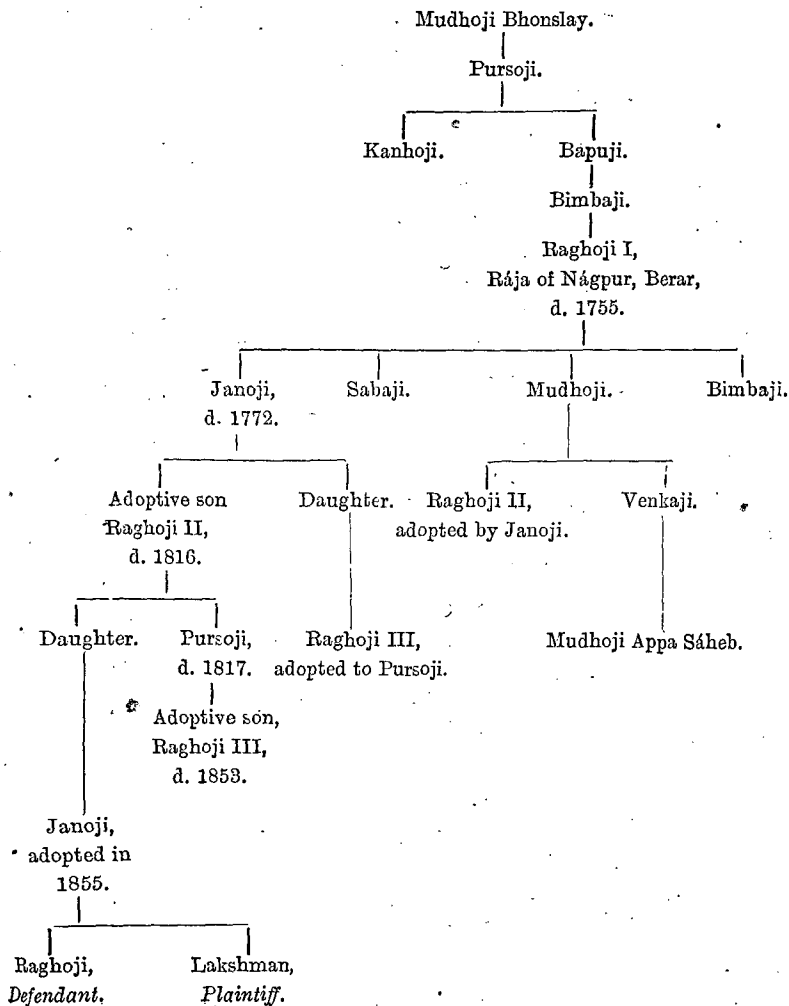 Mudhoji Bhonslay.
Pursoji.
Kanhoji. Bápuji.
Bimbaji.
Raghoji I,
Rája of Nágpur, Berar,
d. 1755.
Janoji, Sabaji. Mudhoji. Bimbaji.
d. 1772.
Adoptive son Daughter. Raghoji II, Venkaji.
Raghoji II, adopted by Janoji.
d. 1816.
Daughter. Pursoji, Raghoji III, Mudhoji Appa Sáheb.
d. 1817. adopted to Pursoji.
Adoptive son,
Raghoji III,
d. 1853.
Janoji,
adopted in
1855.
Raghoji, Lakshman,
Defendant. Plaintiff.